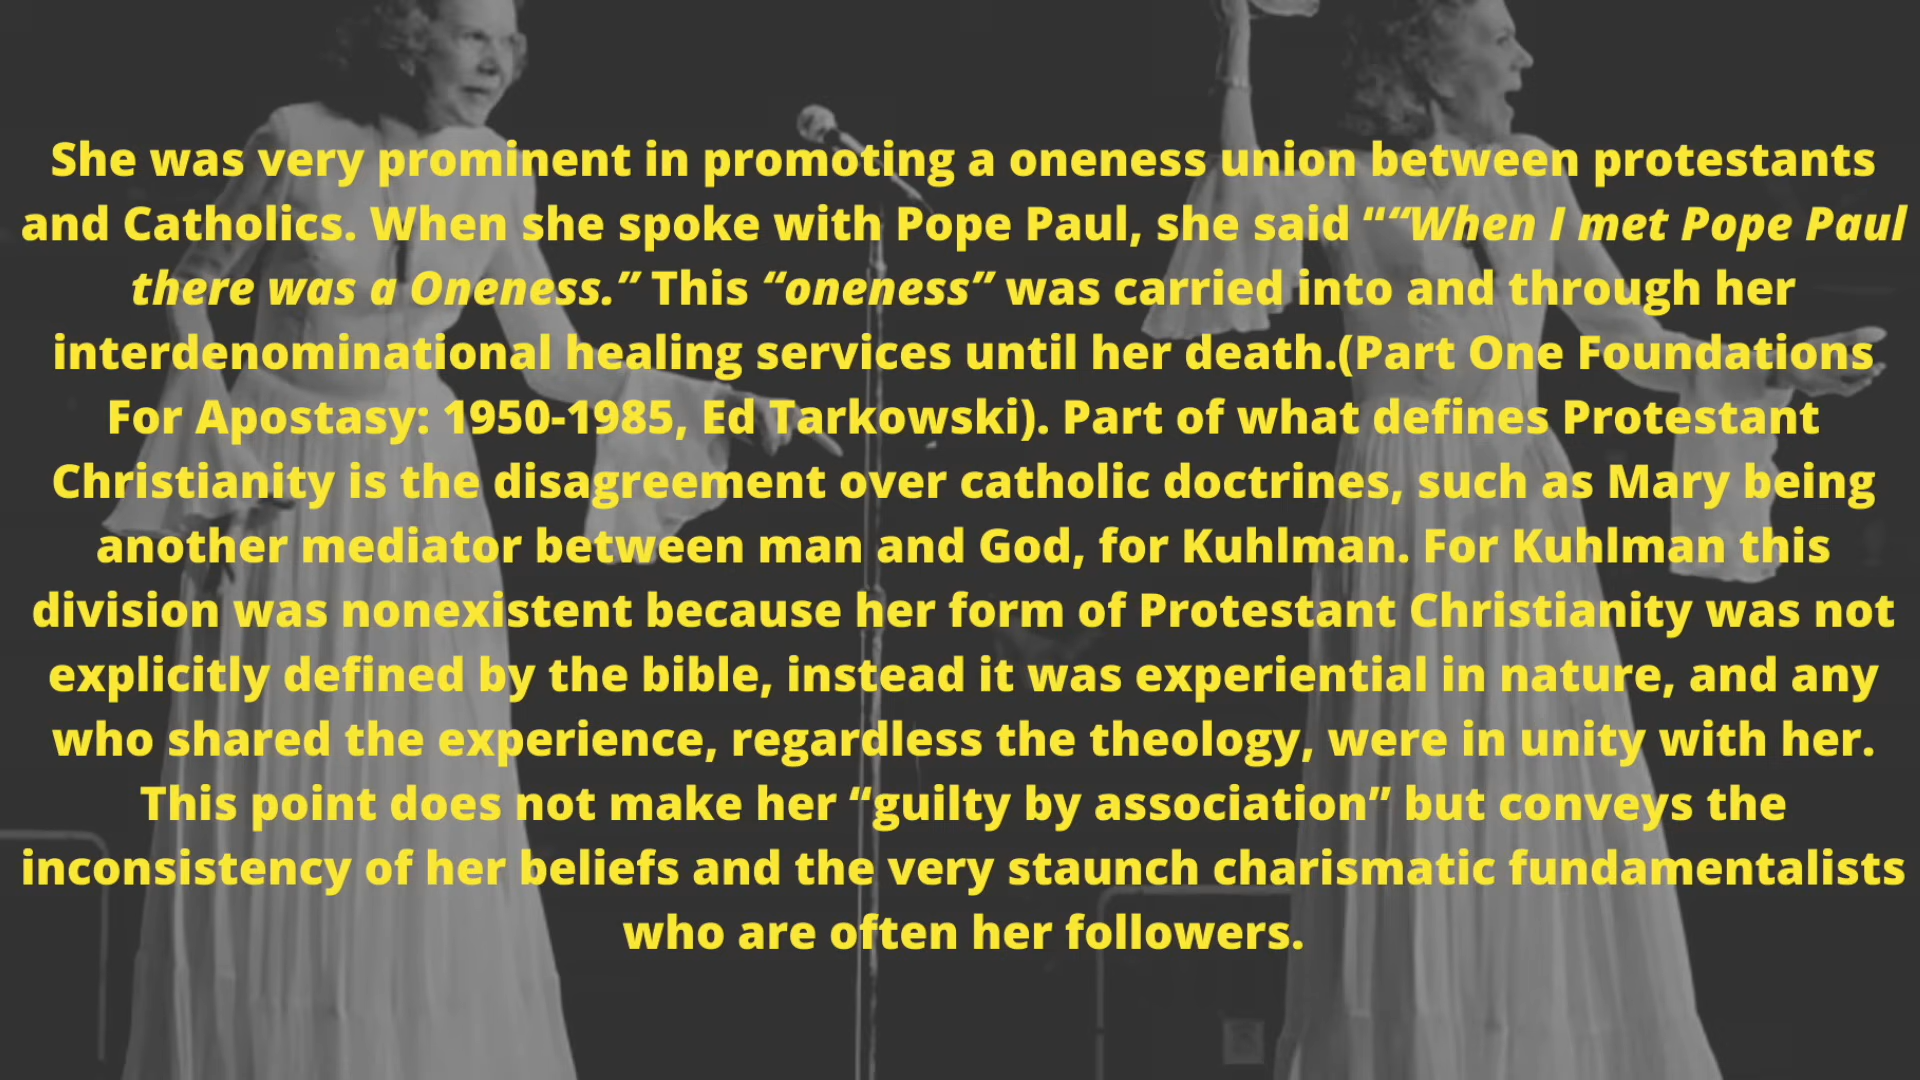 She was very prominent in promoting a oneness union between protestants
and Catholics. When she spoke with Pope Paul, she said ““When I met Pope Paul
there was a Oneness.” This “oneness” was carried into and through her
interdenominational healing services until her death.(Part One Foundations
For Apostasy: 1950-1985, Ed Tarkowski). Part of what defines Protestant
Christianity is the disagreement over catholic doctrines, such as Mary being
another mediator between man and God, for Kuhlman. For Kuhlman this
division was nonexistent because her form of Protestant Christianity was not
explicitly defined by the bible, instead it was experiential in nature, and any
who shared the experience, regardless the theology, were in unity with her.
This point does not make her “guilty by association” but conveys the
inconsistency of her beliefs and the very staunch charismatic fundamentalists
who are often her followers.